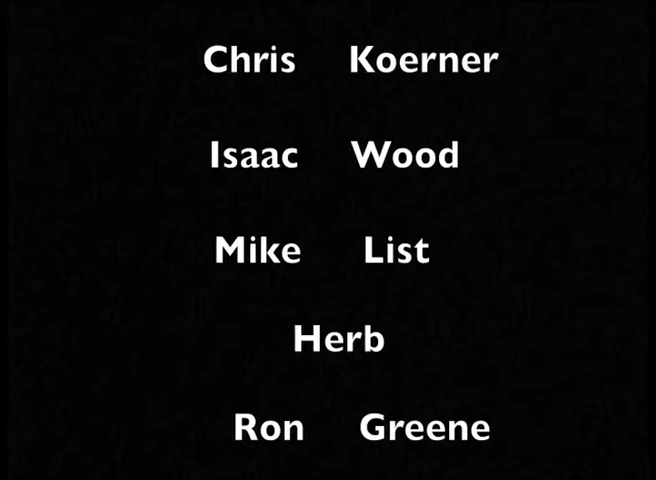 Chris Koerner
Isaac Wood
Mike List
Herb
Ron Greene